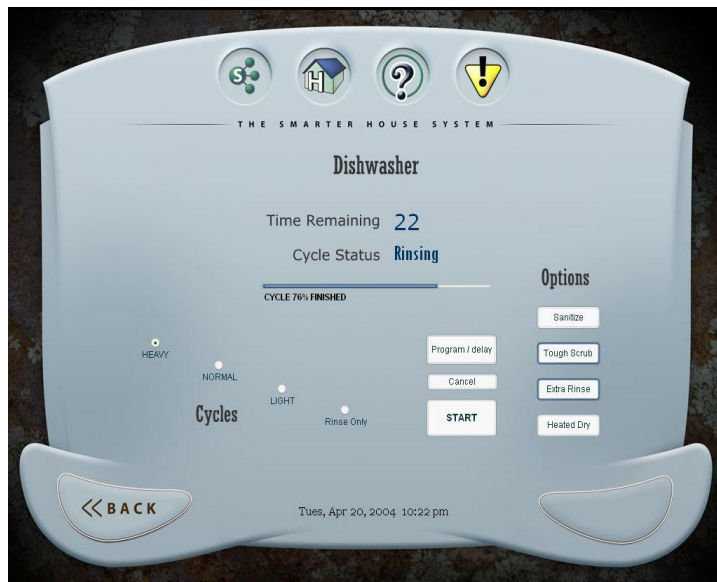 S
H
?
!
THE SMARTER HOUSE SYSTEM
Dishwasher
Time Remaining 22
Cycle Status Rinsing
CYCLE 76% FINISHED
Options
Sanitize
Tough Scrub
Extra Rinse
Heated Dry
Program / delay
Cancel
START
HEAVY
NORMAL
LIGHT
Rinse Only
Cycles
<<BACK
Tues, Apr 20, 2004 10:22 pm